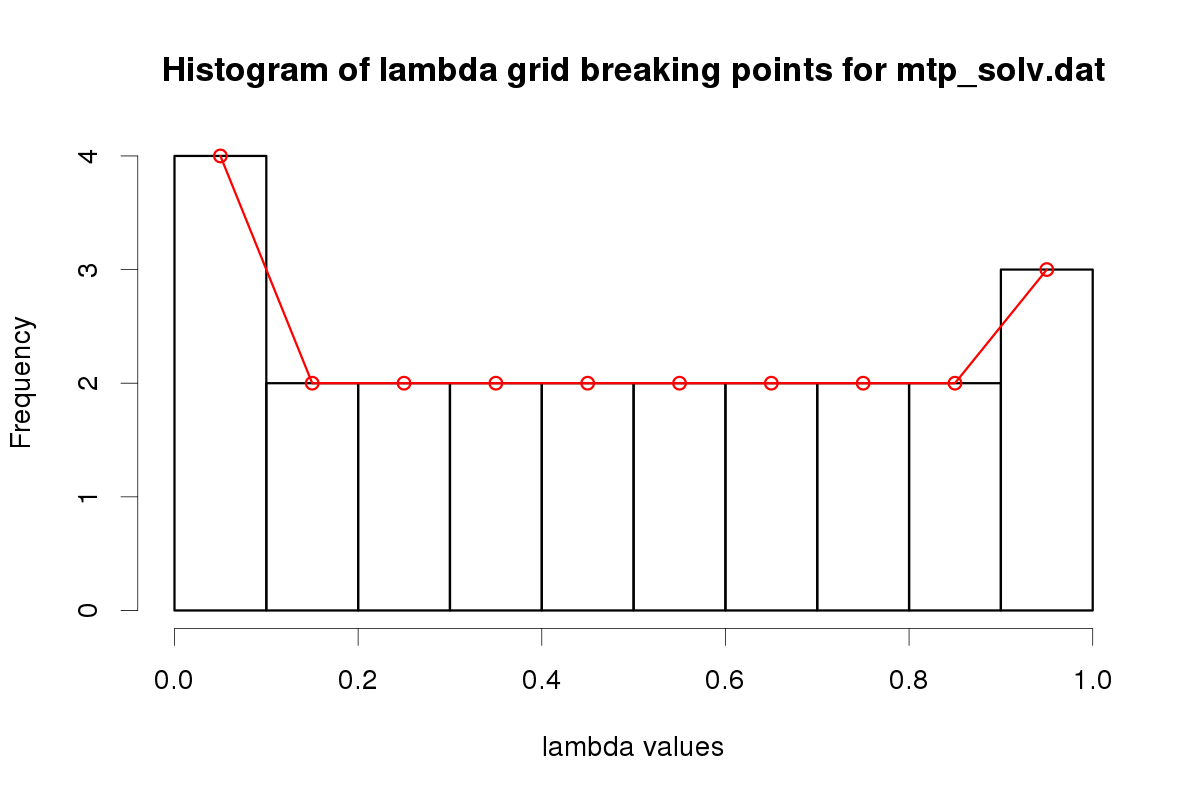 Histogram of lambda grid breaking points for mtp_solv.dat
Frequency
4
3
2
1
0
0.0 0.2 0.4 0.6 0.8 1.0
lambda values